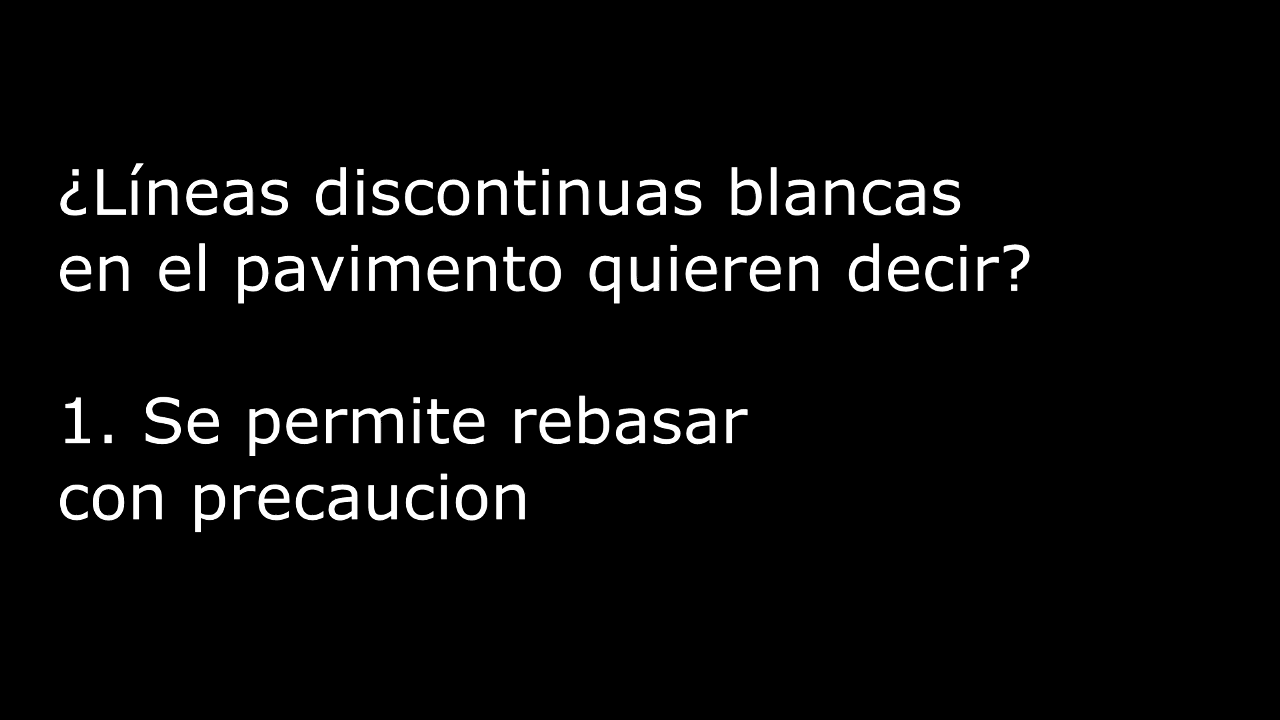 ¿Líneas discontinuas blancas
en el pavimento quieren decir?
1. Se permite rebasar
con precaucion